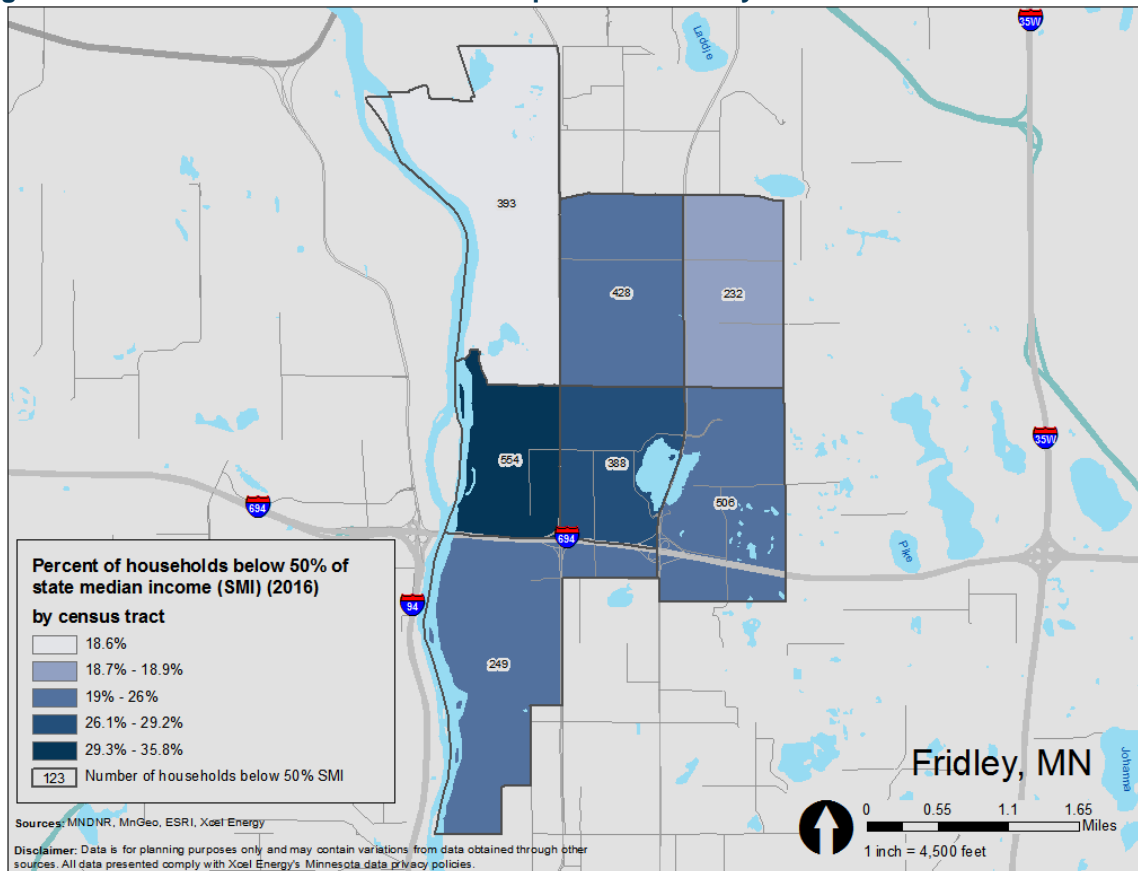 35W
Laddie
393
428
232
35W
554
388
506
694
694
Pike
94
249
Percent of households below 50% of
state median income (SMI) (2016)
by census tract
18.6%
18.7% - 18.9%
19% - 26%
26.1% - 29.2%
29.3% - 35.8%
123 Number of households below 50% SMI
Johanna
Fridley, MN
0 0.55 1.1 1.65
Miles
1 inch = 4,500 feet
Sources: MNDNR, MnGeo, ESRI, Xcel Energy
Disclaimer: Data is for planning purposes only and may contain variations from data obtained through other
sources. All data presented comply with Xcel Energy's Minnesota data privacy policies.